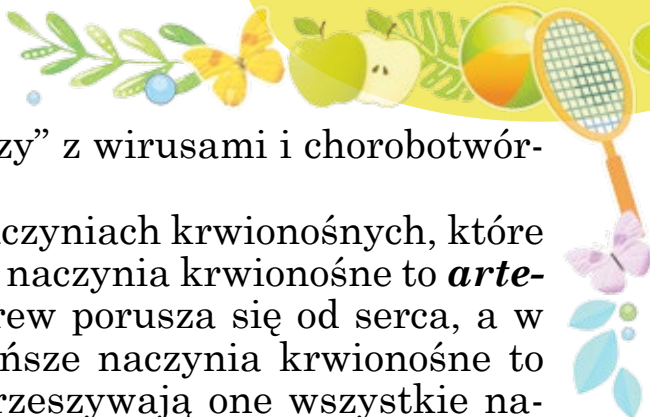 zy” z wirusami i chorobotwór-
czyniach krwionośnych, które
naczynia krwionośne to arte-
rew porusza się od serca, a w
ńsze naczynia krwionośne to
rzeszywają one wszystkie na-